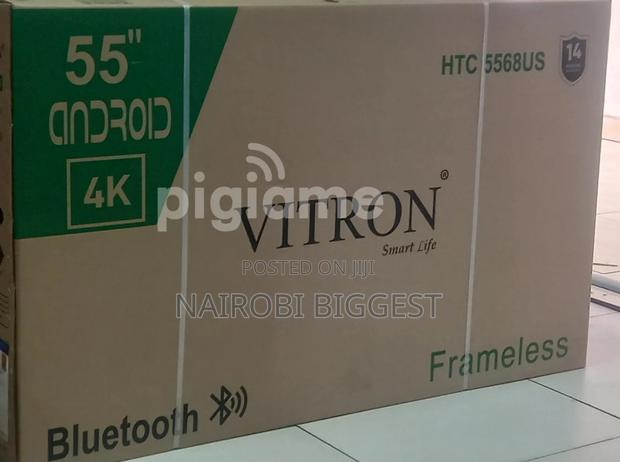 55"
ANDROID
4K
HTC 5568US
14
pigiame
VITRON®
Smart Life
POSTED ON JIJI
NAIROBI BIGGEST
Frameless
Bluetooth